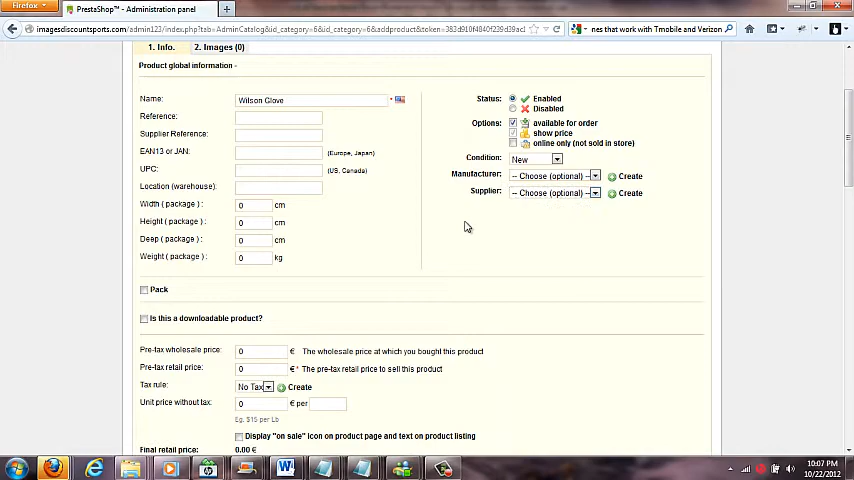 Firefox
PrestaShop™ - Administration panel
imagesdiscountsports.com/admin12/index.php?tab=AdminCatalog&id_category=6&addproduct&token=
nes that work with Tmobile and Verizon
1. Info.
2. Images (0)
Product global information -
Name:
Wilson Glove
*
Reference:
Supplier Reference:
EAN13 or JAN:
(Europe, Japan)
UPC:
(US, Canada)
Location (warehouse):
Width ( package ) :
0
cm
Height ( package ) :
0
cm
Deep ( package ) :
0
cm
Weight ( package ) :
0
kg
Status:
Enabled
Disabled
Options:
available for order
show price
online only (not sold in store)
Condition:
New
Manufacturer:
-- Choose (optional) --
Create
Supplier:
-- Choose (optional) --
Create
Pack
Is this a downloadable product?
Pre-tax wholesale price:
0
€ The wholesale price at which you bought this product
Pre-tax retail price:
0
€ * The pre-tax retail price to sell this product
Tax rule:
No Tax
Create
Unit price without tax:
0
€ per
Eg. $15 per Lb
Display "on sale" icon on product page and text on product listing
Final retail price:
0.00 €
10:07 PM
10/22/2012